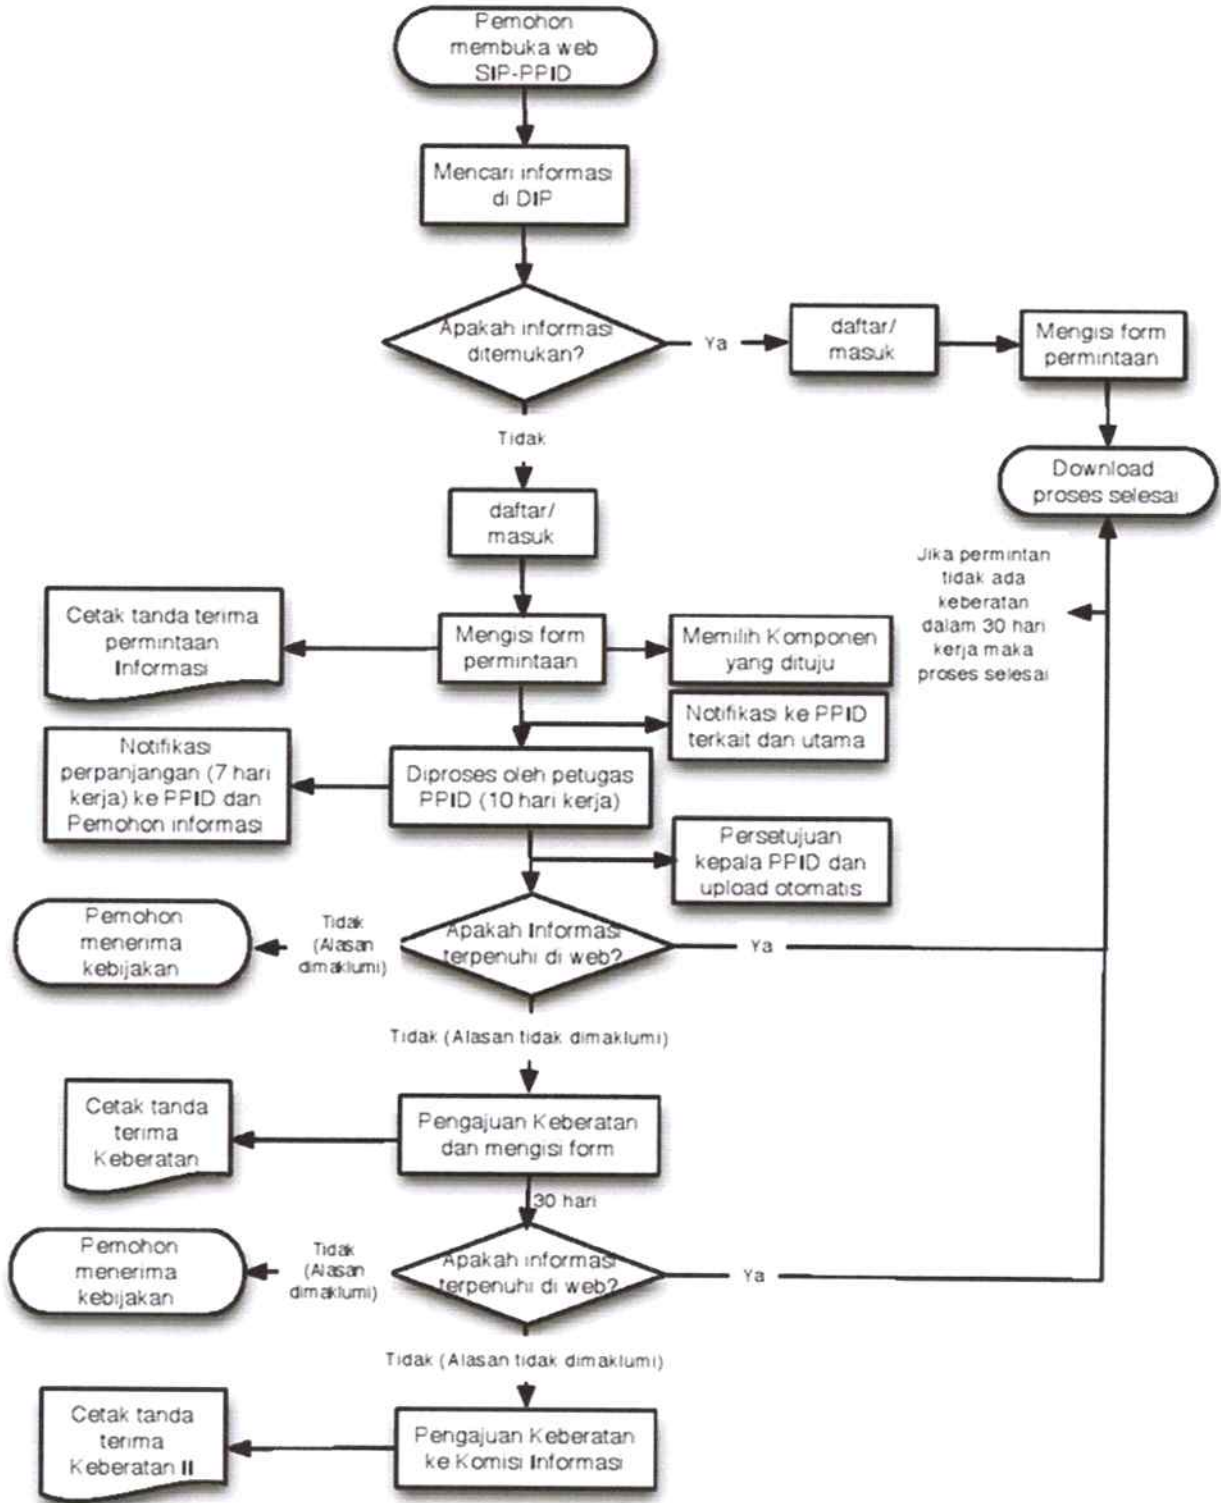 Pemohon
membuka web
SIP-PPID
Mencari informasi
di DIP
Apakah informasi
ditemukan?
Ya
daftar/
masuk
Mengisi form
permintaan
Download
proses selesai
Tidak
daftar/
masuk
Jika permintan
tidak ada
keberatan
dalam 30 hari
kerja maka
proses selesai
Cetak tanda terima
permintaan
Informasi
Mengisi form
permintaan
Memilih Komponen
yang dituju
Notifikasi ke PPID
terkait dan utama
Notifikasi
perpanjangan (7 hari
kerja) ke PPID dan
Pemohon informasi
Diproses oleh petugas
PPID (10 hari kerja)
Persetujuan
kepala PPID dan
upload otomatis
Pemohon
menerima
kebijakan
Tidak
(Alasan
dimaklumi)
Apakah Informasi
terpenuhi di web?
Ya
Tidak (Alasan tidak dimaklumi)
Cetak tanda
terima
Keberatan
Pengajuan Keberatan
dan mengisi form
30 hari
Pemohon
menerima
kebijakan
Tidak
(Alasan
dimaklumi)
Apakah informasi
terpenuhi di web?
Ya
Tidak (Alasan tidak dimaklumi)
Cetak tanda
terima
Keberatan II
Pengajuan Keberatan
ke Komisi Informasi